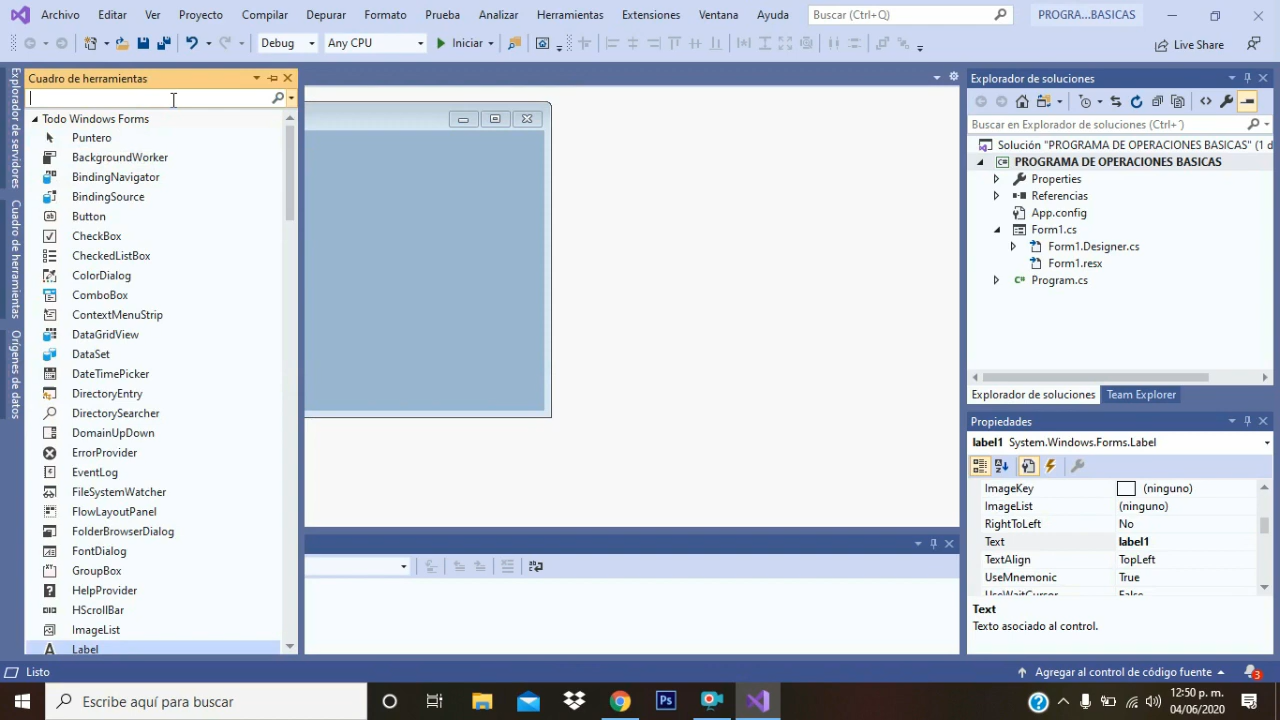 Archivo Editar Ver Proyecto Compilar Depurar Formato Prueba Analizar Herramientas Extensiones Ventana Ayuda Buscar (Ctrl+Q) PROGRA...BASICAS
Debug Any CPU Iniciar Live Share
Explorador de servidores
Cuadro de herramientas
Orígenes de datos
Cuadro de herramientas
Todo Windows Forms
Puntero
BackgroundWorker
BindingNavigator
BindingSource
Button
CheckBox
CheckedListBox
ColorDialog
ComboBox
ContextMenuStrip
DataGridView
DataSet
DateTimePicker
DirectoryEntry
DirectorySearcher
DomainUpDown
ErrorProvider
EventLog
FileSystemWatcher
FlowLayoutPanel
FolderBrowserDialog
FontDialog
GroupBox
HelpProvider
HScrollBar
ImageList
Label
Explorador de soluciones
Buscar en Explorador de soluciones (Ctrl+´)
Solución "PROGRAMA DE OPERACIONES BASICAS" (1 d
PROGRAMA DE OPERACIONES BASICAS
Properties
Referencias
App.config
Form1.cs
Form1.Designer.cs
Form1.resx
Program.cs
Explorador de soluciones Team Explorer
Propiedades
label1 System.Windows.Forms.Label
ImageKey (ninguno)
ImageList (ninguno)
RightToLeft No
Text label1
TextAlign TopLeft
UseMnemonic True
UseWaitCursor False
Text
Texto asociado al control.
Listo Agregar al control de código fuente 3
Escribe aquí para buscar Ps 12:50 p. m.
04/06/2020